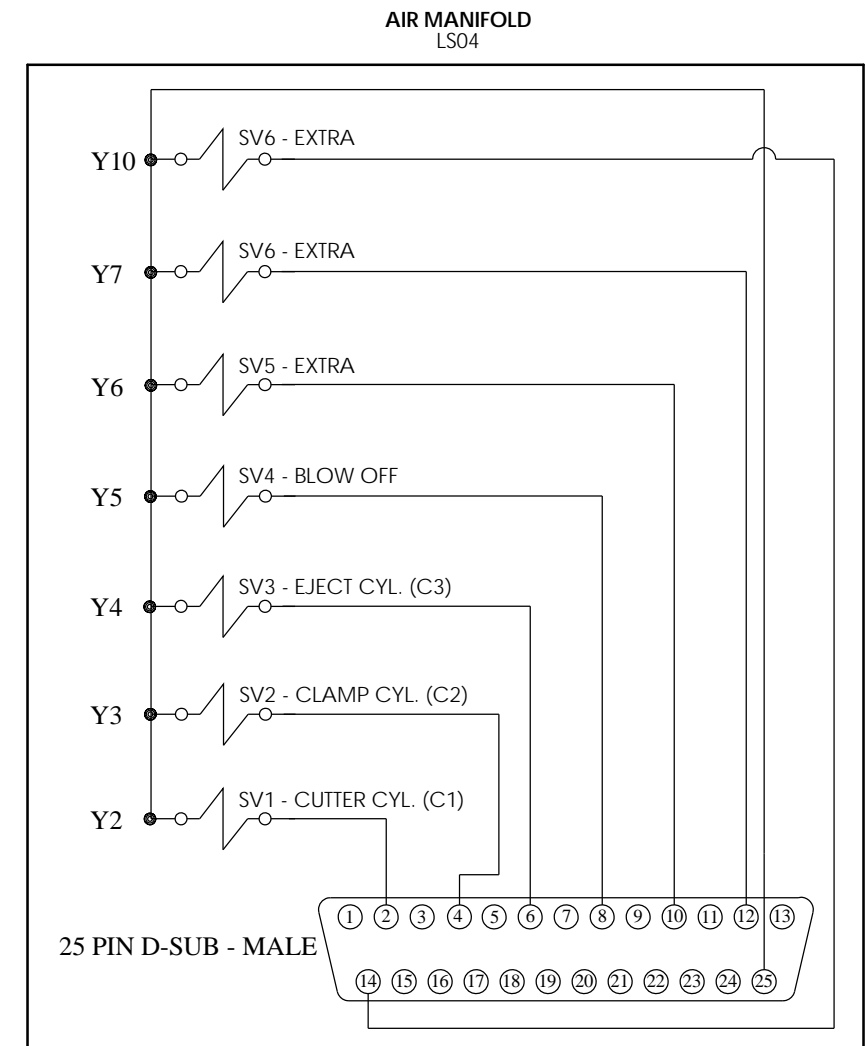 AIR MANIFOLD
LS04
Y10 SV6 - EXTRA
Y7 SV6 - EXTRA
Y6 SV5 - EXTRA
Y5 SV4 - BLOW OFF
Y4 SV3 - EJECT CYL. (C3)
Y3 SV2 - CLAMP CYL. (C2)
Y2 SV1 - CUTTER CYL. (C1)
1 2 3 4 5 6 7 8 9 10 11 12 13
25 PIN D-SUB - MALE
14 15 16 17 18 19 20 21 22 23 24 25